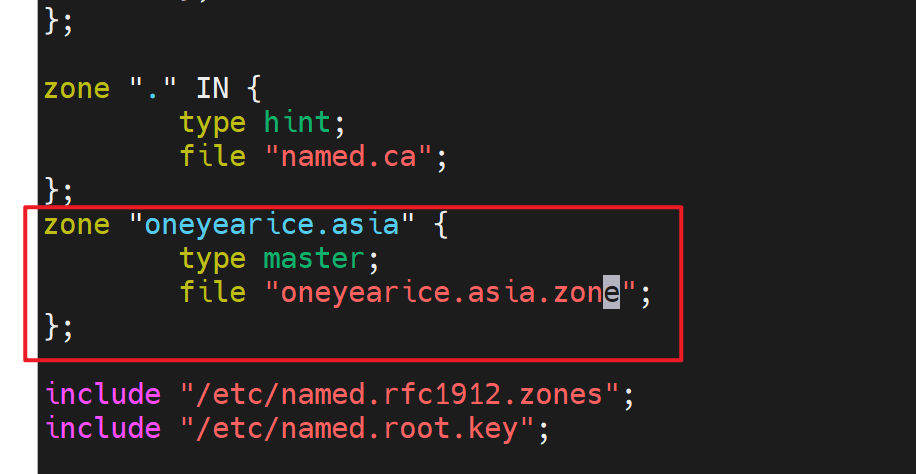 };
zone "." IN {
        type hint;
        file "named.ca";
};
zone "oneyearice.asia" {
        type master;
        file "oneyearice.asia.zone";
};
include "/etc/named.rfc1912.zones";
include "/etc/named.root.key";